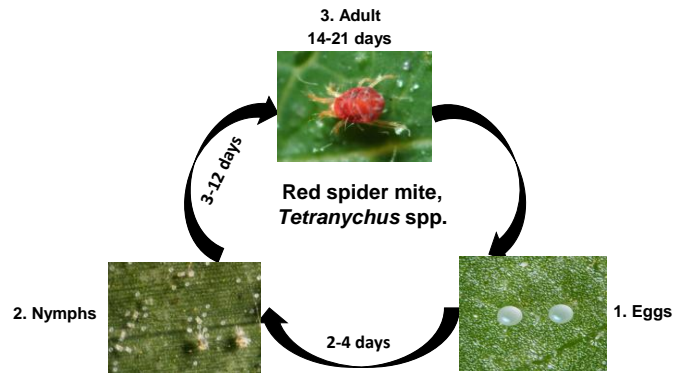 3. Adult
14-21 days
3-12 days
Red spider mite,
Tetranychus spp.
2. Nymphs
1. Eggs
2-4 days